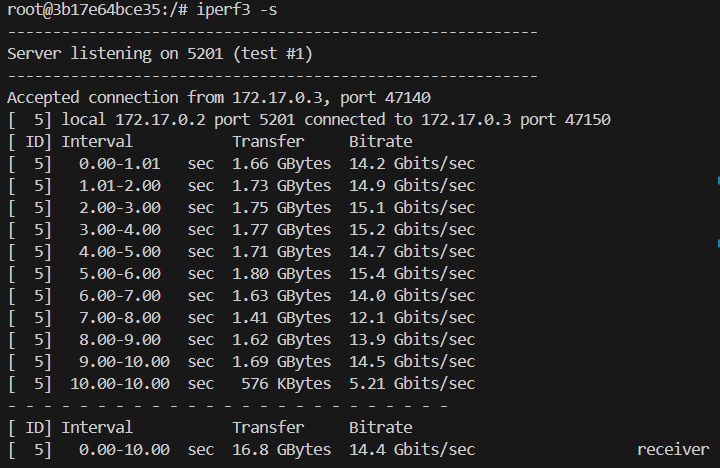 root@3b17e64bce35:/# iperf3 -s
-----------------------------------------------------------
Server listening on 5201 (test #1)
-----------------------------------------------------------
Accepted connection from 172.17.0.3, port 47140
[  5] local 172.17.0.2 port 5201 connected to 172.17.0.3 port 47150
[ ID] Interval           Transfer     Bitrate
[  5]   0.00-1.01   sec  1.66 GBytes  14.2 Gbits/sec
[  5]   1.01-2.00   sec  1.73 GBytes  14.9 Gbits/sec
[  5]   2.00-3.00   sec  1.75 GBytes  15.1 Gbits/sec
[  5]   3.00-4.00   sec  1.77 GBytes  15.2 Gbits/sec
[  5]   4.00-5.00   sec  1.71 GBytes  14.7 Gbits/sec
[  5]   5.00-6.00   sec  1.80 GBytes  15.4 Gbits/sec
[  5]   6.00-7.00   sec  1.63 GBytes  14.0 Gbits/sec
[  5]   7.00-8.00   sec  1.41 GBytes  12.1 Gbits/sec
[  5]   8.00-9.00   sec  1.62 GBytes  13.9 Gbits/sec
[  5]   9.00-10.00  sec  1.69 GBytes  14.5 Gbits/sec
[  5]  10.00-10.00  sec   576 KBytes  5.21 Gbits/sec
- - - - - - - - - - - - - - - - - - - - - - - - -
[ ID] Interval           Transfer     Bitrate
[  5]   0.00-10.00  sec  16.8 GBytes  14.4 Gbits/sec                  receiver